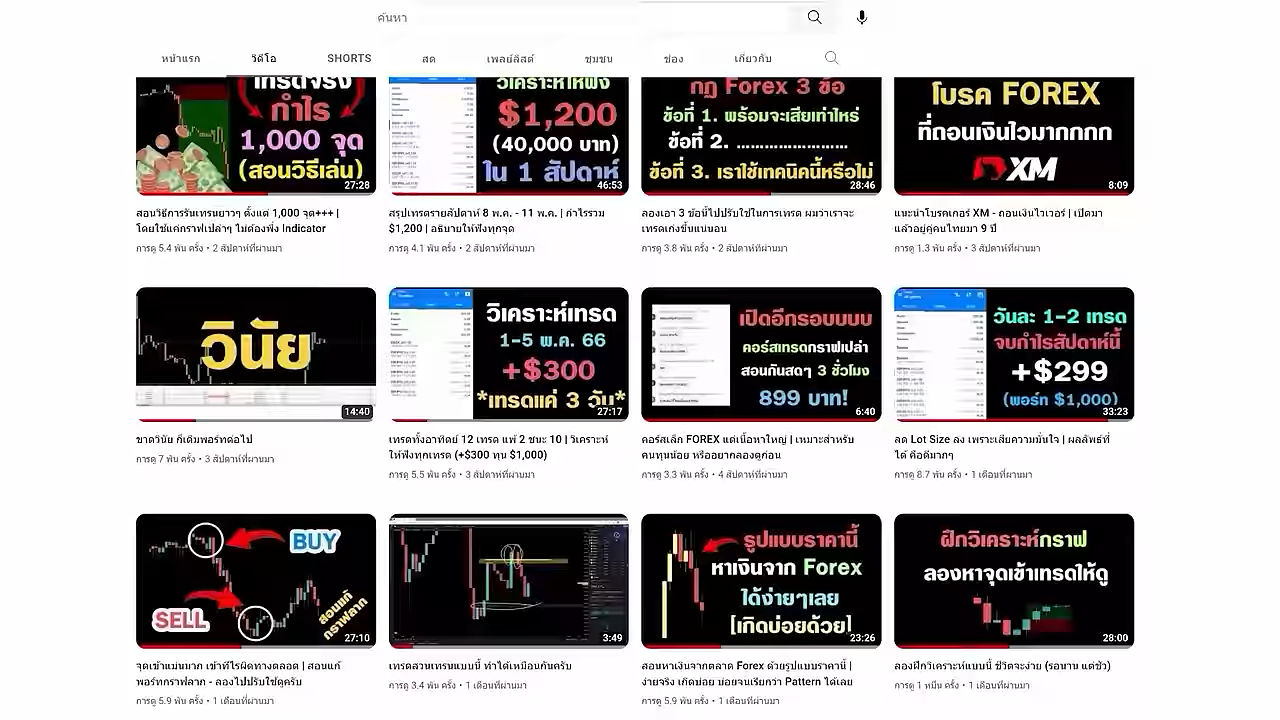 ค้นหา
หน้าแรก
วิดีโอ
SHORTS
สด
เพลย์ลิสต์
ชุมชน
ช่อง
เกี่ยวกับ
เทรดจริง
กำไร
1,000 จุด
(สอนวิธีเล่น)
27:28
วิเคราะห์ให้ฟัง
$1,200
(40,000 บาท)
ใน 1 สัปดาห์
46:53
กฎ Forex 3 ข้อ
ข้อที่ 1. พร้อมจะเสียเท่าไหร่
ข้อที่ 2. ........................
ข้อที่ 3. เราใช้เทคนิคนี้หรือไม่
28:46
โบรค FOREX
ที่ถอนเงินไวมากกกก
XM
8:09
สอนวิธีการรันเทรนยาวๆ ตั้งแต่ 1,000 จุด+++ |
โดยใช้แค่กราฟเปล่าๆ ไม่ต้องพึ่ง Indicator
การดู 5.4 พัน ครั้ง • 2 สัปดาห์ที่ผ่านมา
สรุปเทรดรายสัปดาห์ 8 พ.ค. - 11 พ.ค. | กำไรรวม
$1,200 | อธิบายให้ฟังทุกจุด
การดู 4.1 พัน ครั้ง • 2 สัปดาห์ที่ผ่านมา
ลองเอา 3 ข้อนี้ไปปรับใช้ในการเทรด ผมว่าเราจะ
เทรดเก่งขึ้นแน่นอน
การดู 3.8 พัน ครั้ง • 2 สัปดาห์ที่ผ่านมา
แนะนำโบรคเกอร์ XM - ถอนเงินไวเว่อร์ | เปิดมา
แล้วอยู่คู่คนไทยมา 9 ปี
การดู 1.3 พัน ครั้ง • 3 สัปดาห์ที่ผ่านมา
วินัย
14:40
วิเคราะห์เทรด
1-5 พ.ค. 66
+$300
*เทรดแค่ 3 วัน*
27:17
เปิดอีกรอบบบบ
คอร์สเทรดกราฟเปล่า
สอนกันสดๆ 3 ชั่วโมง
899 บาท!
6:40
วันละ 1-2 เทรด
จบกำไรสัปดาห์นี้
+$299
(พอร์ท $1,000)
33:23
ขาดวินัย ก็เติมพอร์ทต่อไป
การดู 7 พัน ครั้ง • 3 สัปดาห์ที่ผ่านมา
เทรดทั้งอาทิตย์ 12 เทรด แพ้ 2 ชนะ 10 | วิเคราะห์
ให้ฟังทุกเทรด (+$300 ทุน $1,000)
การดู 5.5 พัน ครั้ง • 3 สัปดาห์ที่ผ่านมา
คอร์สเล็ก FOREX แต่เนื้อหาใหญ่ | เหมาะสำหรับ
คนทุนน้อย หรืออยากลองดูก่อน
การดู 3.3 พัน ครั้ง • 4 สัปดาห์ที่ผ่านมา
ลด Lot Size ลง เพราะเสียความมั่นใจ | ผลลัพธ์ที่
ได้ คือดีมากๆ
การดู 8.7 พัน ครั้ง • 1 เดือนที่ผ่านมา
BUY
SELL
สอนแก้
กราฟลาก
27:10
3:49
รูปแบบราคานี้
หาเงินจาก Forex
ได้ง่ายๆเลย
[เกิดบ่อยด้วย]
23:26
ฝึกวิเคราะห์กราฟ
ลองหาจุดเข้าเทรดให้ดู
28:00
จุดเข้าแม่นมาก เข้าทีไรผิดทางตลอด | สอนแก้
พอร์ทกราฟลาก - ลองไปปรับใช้ดูครับ
การดู 5.9 พัน ครั้ง • 1 เดือนที่ผ่านมา
เทรดสวนเทรนแบบนี้ ทำได้เหมือนกันครับ
การดู 3.4 พัน ครั้ง • 1 เดือนที่ผ่านมา
สอนหาเงินจากตลาด Forex ด้วยรูปแบบราคานี้ |
ง่ายจริง เกิดบ่อย บ่อยจนเรียกว่า Pattern ได้เลย
การดู 5.9 พัน ครั้ง • 1 เดือนที่ผ่านมา
ลองฝึกวิเคราะห์แบบนี้ ชีวิตจะง่าย (รอนาน แต่ชัว)
การดู 1 หมื่น ครั้ง • 1 เดือนที่ผ่านมา